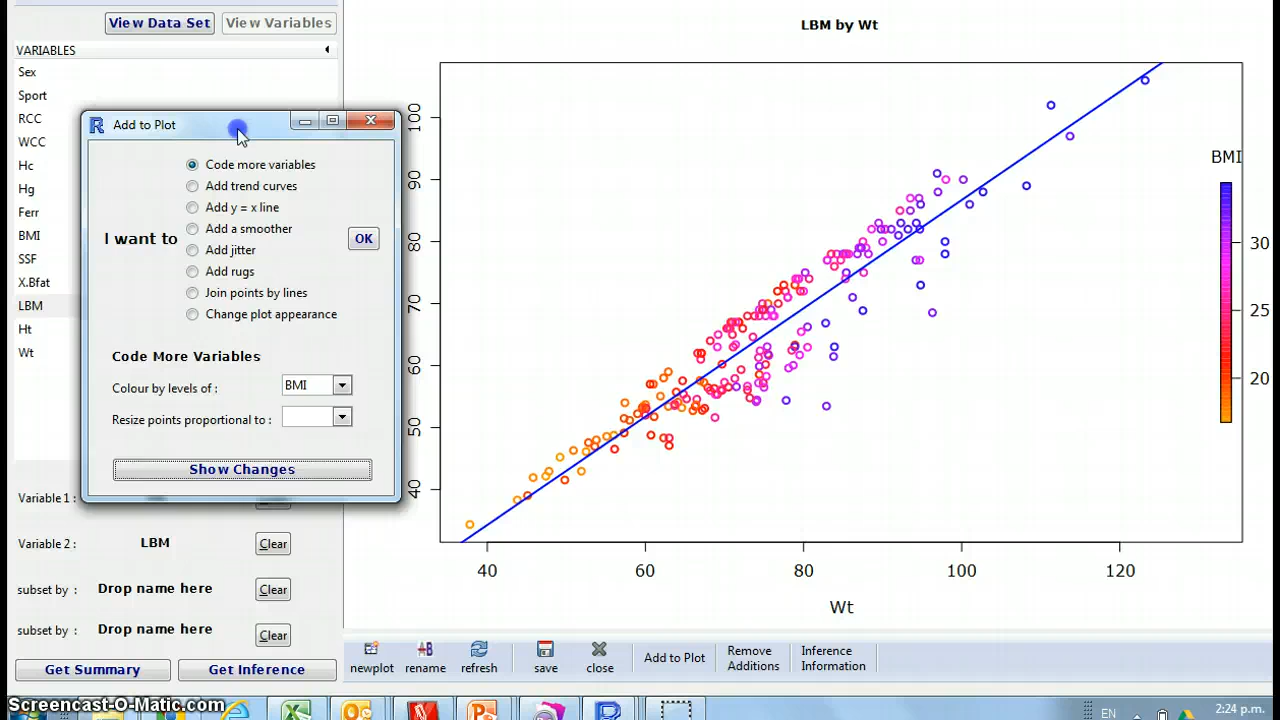 View Data Set View Variables
VARIABLES
Sex
Sport
RCC
WCC
Hc
Hg
Ferr
BMI
SSF
X.Bfat
LBM
Ht
Wt
Variable 1 :
Variable 2 : LBM Clear
subset by : Drop name here Clear
subset by : Drop name here Clear
Get Summary Get Inference
Add to Plot
I want to
Code more variables
Add trend curves
Add y = x line
Add a smoother
Add jitter
Add rugs
Join points by lines
Change plot appearance
OK
Code More Variables
Colour by levels of : BMI
Resize points proportional to :
Show Changes
LBM by Wt
100
90
80
70
60
50
40
40 60 80 100 120
Wt
BMI
30
25
20
newplot rename refresh save close Add to Plot Remove Additions Inference Information
Screencast-O-Matic.com
EN 2:24 p.m.